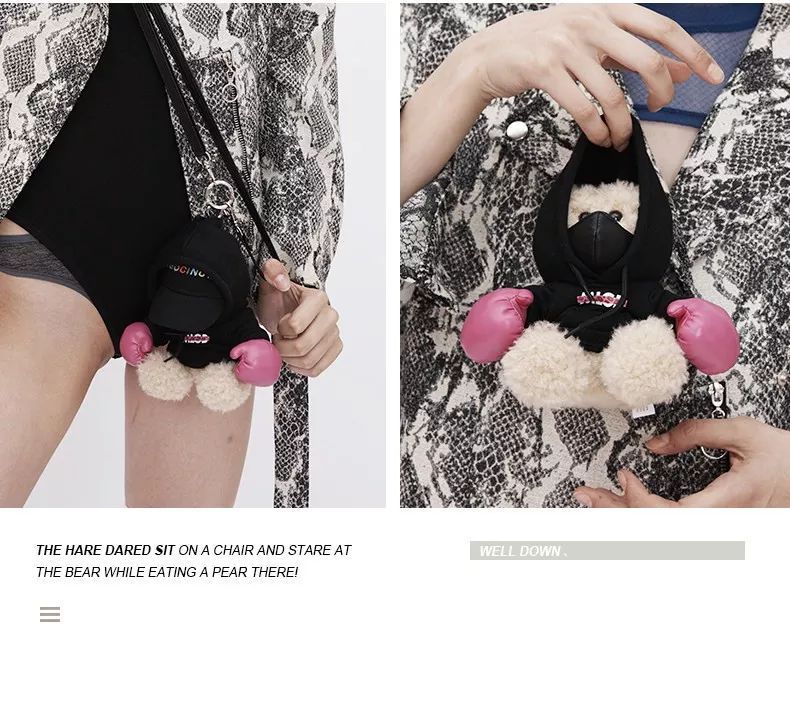 THE HARE DARED SIT ON A CHAIR AND STARE AT
THE BEAR WHILE EATING A PEAR THERE!
WELL DOWN 、